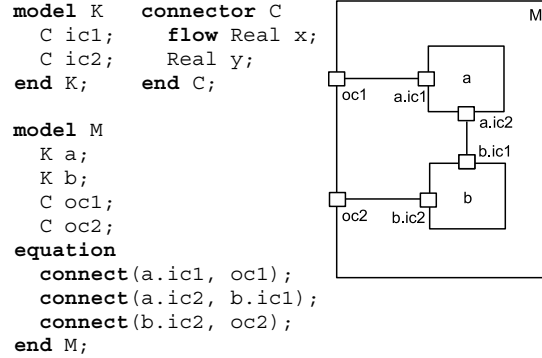 model K connector C
C ic1; flow Real x;
C ic2; Real y;
end K; end C;
model M
K a;
K b;
C oc1;
C oc2;
equation
connect(a.ic1, oc1);
connect(a.ic2, b.ic1);
connect(b.ic2, oc2);
end M;
M
a
oc1
a.ic1
a.ic2
b.ic1
b
oc2
b.ic2